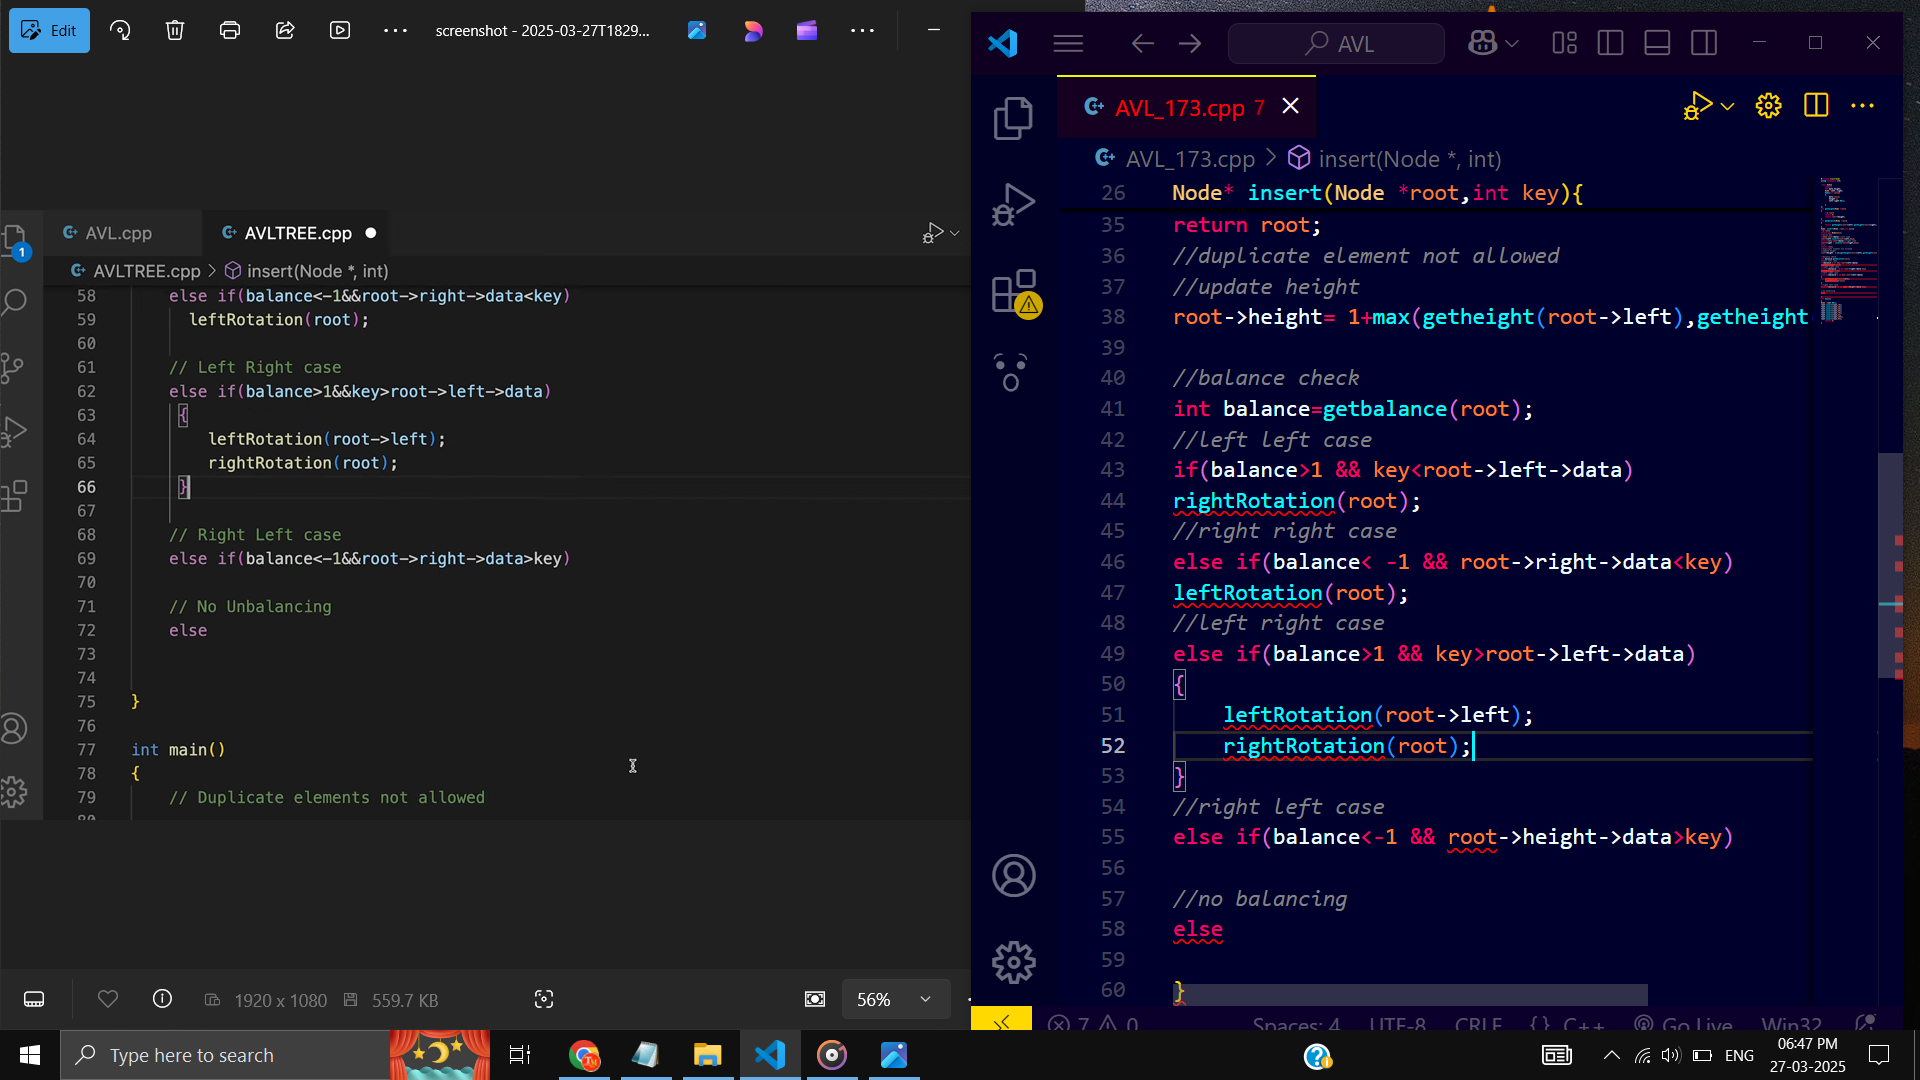 Edit
screenshot - 2025-03-27T1829...
AVL.cpp
AVLTREE.cpp
AVLTREE.cpp > insert(Node *, int)
1
58 else if(balance<-1&&root->right->data<key)
59 leftRotation(root);
60
61 // Left Right case
62 else if(balance>1&&key>root->left->data)
63 {
64 leftRotation(root->left);
65 rightRotation(root);
66 }
67
68 // Right Left case
69 else if(balance<-1&&root->right->data>key)
70
71 // No Unbalancing
72 else
73
74
75 }
76
77 int main()
78 {
79 // Duplicate elements not allowed
80
1920 x 1080
559.7 KB
56%
AVL
AVL_173.cpp 7
AVL_173.cpp > insert(Node *, int)
26 Node* insert(Node *root,int key){
35 return root;
36 //duplicate element not allowed
37 //update height
38 root->height= 1+max(getheight(root->left),getheight
39
40 //balance check
41 int balance=getbalance(root);
42 //left left case
43 if(balance>1 && key<root->left->data)
44 rightRotation(root);
45 //right right case
46 else if(balance< -1 && root->right->data<key)
47 leftRotation(root);
48 //left right case
49 else if(balance>1 && key>root->left->data)
50 {
51 leftRotation(root->left);
52 rightRotation(root);
53 }
54 //right left case
55 else if(balance<-1 && root->height->data>key)
56
57 //no balancing
58 else
59
60 }
7 0 Spaces: 4 UTF-8 CRLF {} C++ Go Live Win32
Type here to search
ENG
06:47 PM
27-03-2025